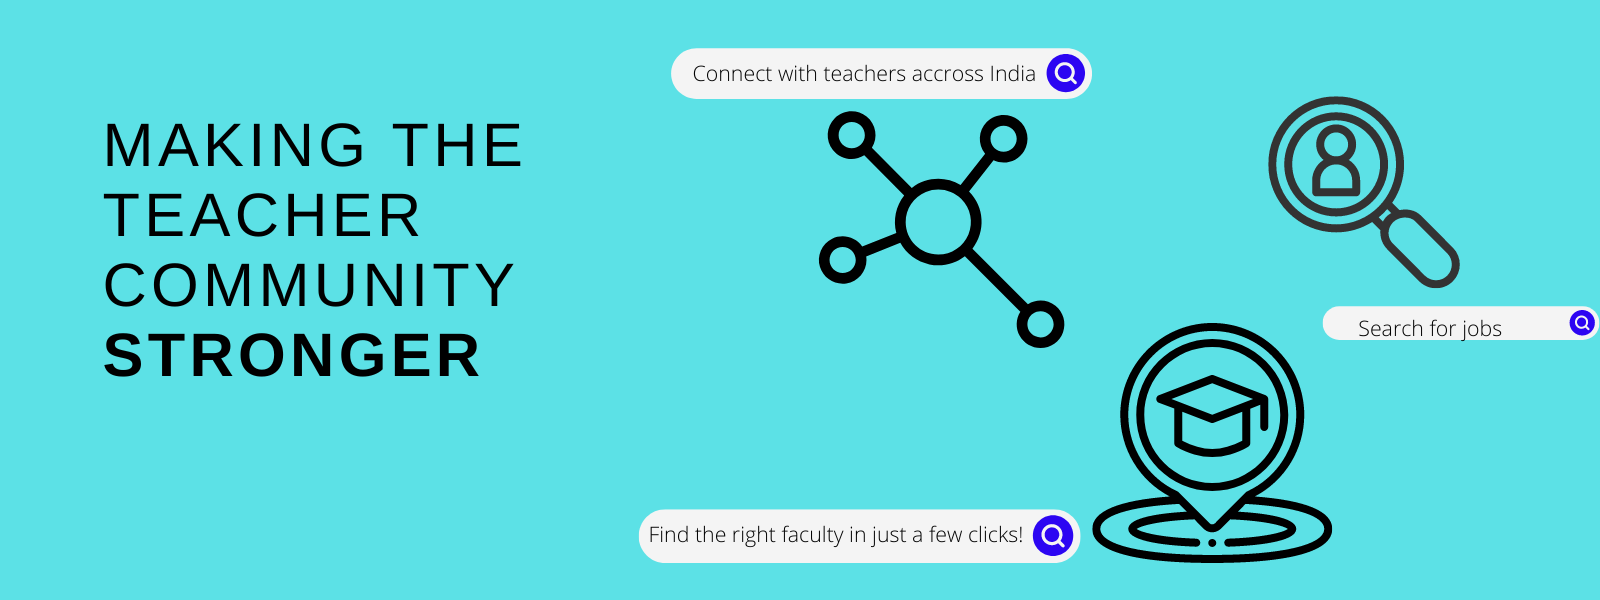 MAKING THE
TEACHER
COMMUNITY
STRONGER
Connect with teachers accross India
Search for jobs
Find the right faculty in just a few clicks!